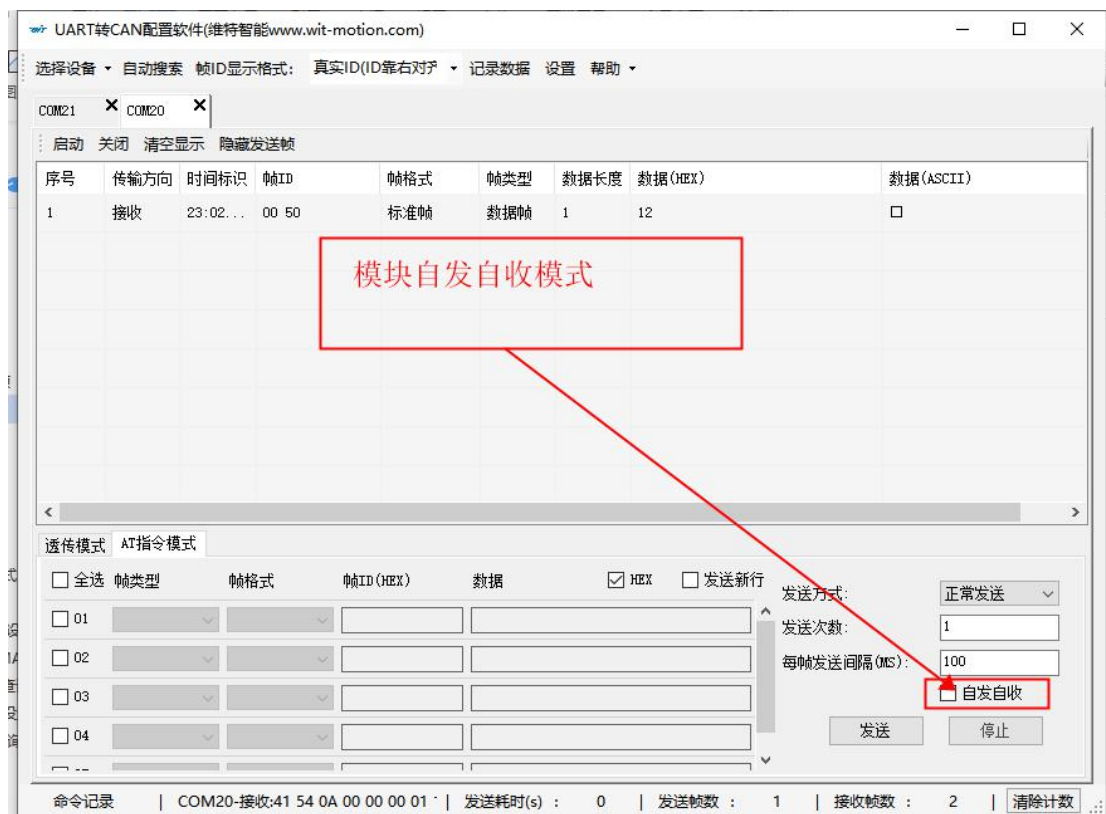 UART转CAN配置软件(维特智能www.wit-motion.com)
选择设备 自动搜索 帧ID显示格式: 真实ID(ID靠右对齐 记录数据 设置 帮助
COM21 COM20
启动 关闭 清空显示 隐藏发送帧
序号 传输方向 时间标识 帧ID 帧格式 帧类型 数据长度 数据(HEX) 数据(ASCII)
1 接收 23:02... 00 50 标准帧 数据帧 1 12
模块自发自收模式
透传模式 AT指令模式
全选 帧类型 帧格式 帧ID(HEX) 数据 HEX 发送新行
发送方式: 正常发送
01
发送次数: 1
02
每帧发送间隔(MS): 100
03
自发自收
04
发送 停止
命令记录 | COM20-接收:41 54 0A 00 00 00 01 | 发送耗时(s) : 0 | 发送帧数 : 1 | 接收帧数 : 2 | 清除计数